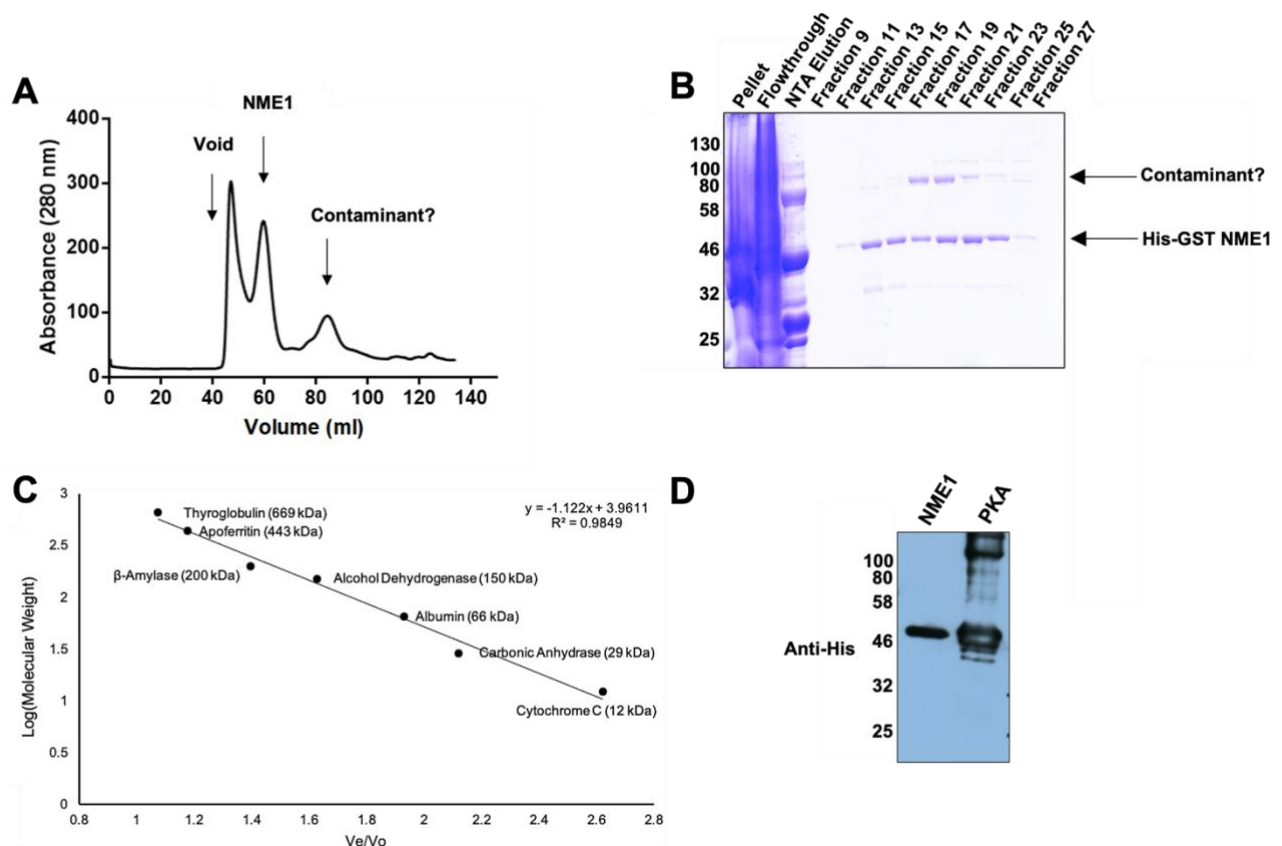 A
NME1
Void
Contaminant?
400
300
200
100
0
Absorbance (280 nm)
0 20 40 60 80 100 120 140
Volume (ml)
B
Pellet
Flowthrough
NTA Elution
Fraction 9
Fraction 11
Fraction 13
Fraction 15
Fraction 17
Fraction 19
Fraction 21
Fraction 23
Fraction 25
Fraction 27
130
100
80
58
46
32
25
Contaminant?
His-GST NME1
C
3
2.5
2
1.5
1
0.5
0
Log(Molecular Weight)
Thyroglobulin (669 kDa)
Apoferritin (443 kDa)
β-Amylase (200 kDa)
Alcohol Dehydrogenase (150 kDa)
Albumin (66 kDa)
Carbonic Anhydrase (29 kDa)
Cytochrome C (12 kDa)
y = -1.122x + 3.9611
R² = 0.9849
0.8 1 1.2 1.4 1.6 1.8 2 2.2 2.4 2.6 2.8
Ve/Vo
D
NME1
PKA
100
80
58
46
32
25
Anti-His